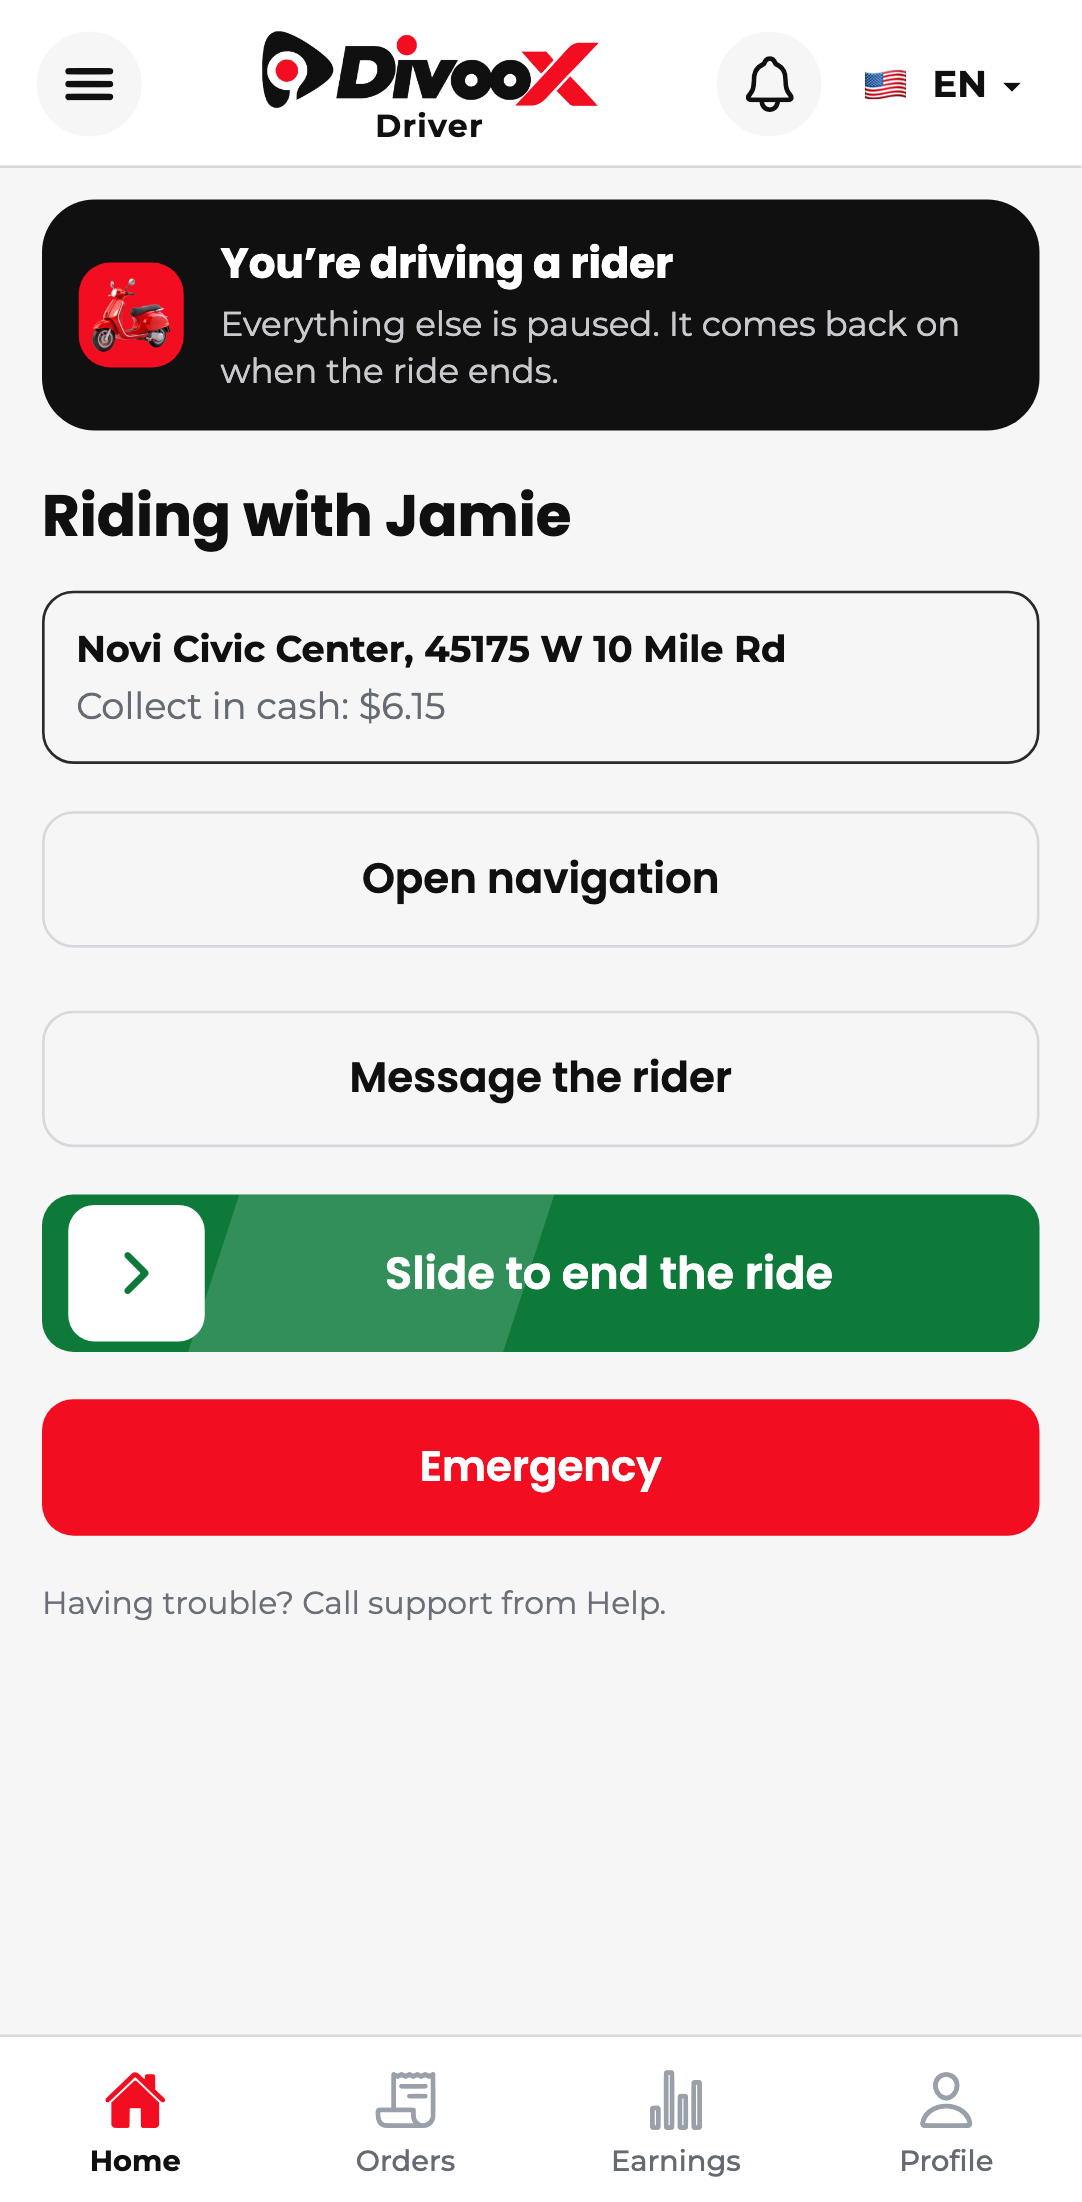 DivooX
Driver
EN
You’re driving a rider
Everything else is paused. It comes back on
when the ride ends.
Riding with Jamie
Novi Civic Center, 45175 W 10 Mile Rd
Collect in cash: $6.15
Open navigation
Message the rider
Slide to end the ride
Emergency
Having trouble? Call support from Help.
Home
Orders
Earnings
Profile